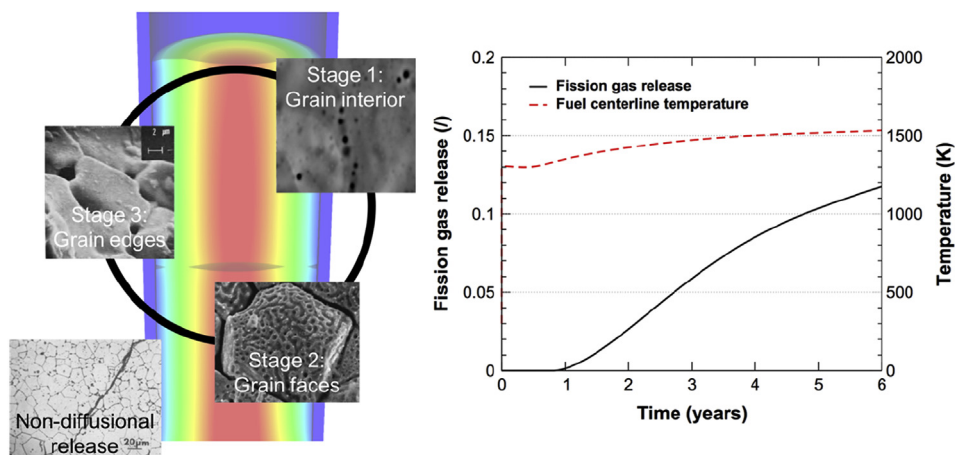 Stage 1:
Grain interior
2 μm
Stage 3:
Grain edges
Stage 2:
Grain faces
Non-diffusional
release
20μm
Fission gas release
Fuel centerline temperature
Fission gas release (/)
0.2
0.15
0.1
0.05
0
2000
1500
1000
500
0
Temperature (K)
0 1 2 3 4 5 6
Time (years)